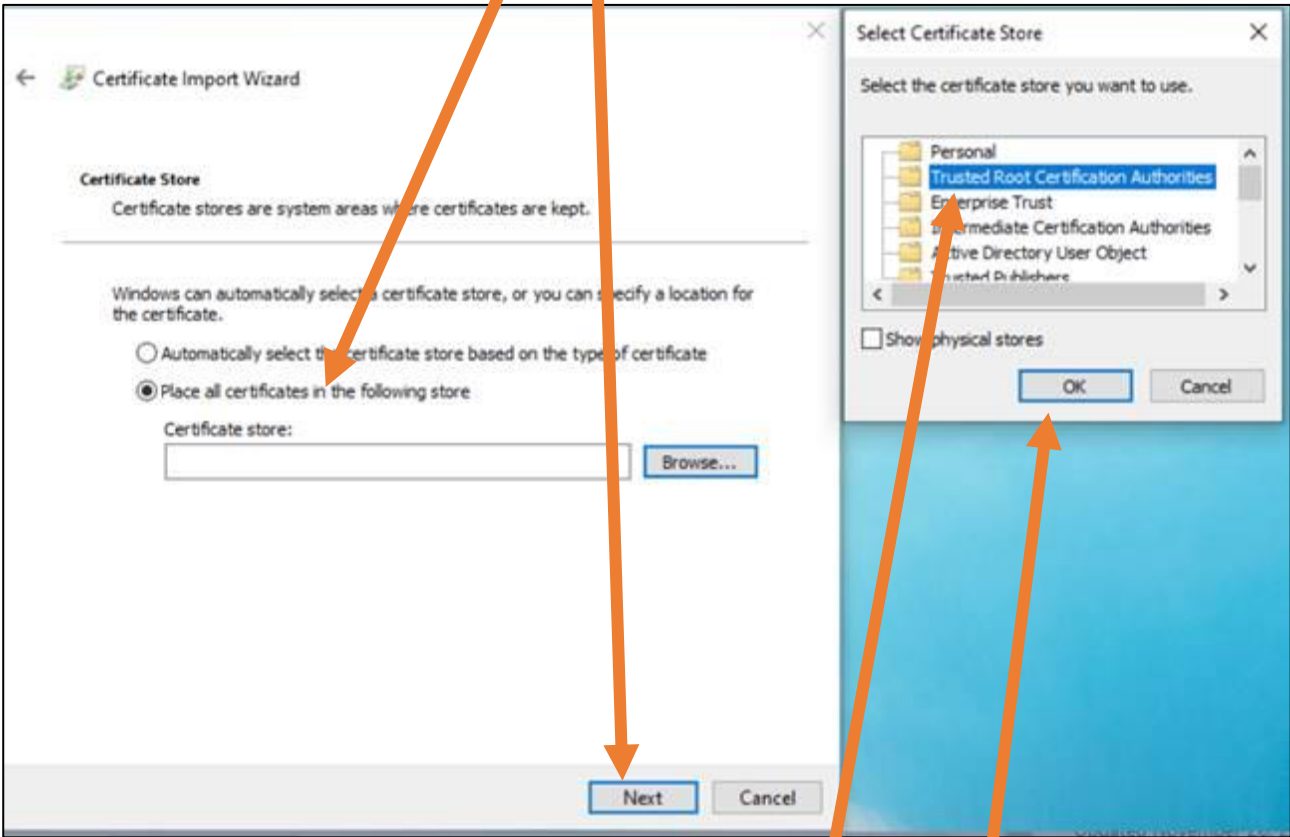 Certificate Import Wizard
Certificate Store
Certificate stores are system areas where certificates are kept.
Windows can automatically select a certificate store, or you can specify a location for
the certificate.
Automatically select the certificate store based on the type of certificate
Place all certificates in the following store
Certificate store:
Browse...
Next
Cancel
Select Certificate Store
Select the certificate store you want to use.
Personal
Trusted Root Certification Authorities
Enterprise Trust
Intermediate Certification Authorities
Active Directory User Object
Trusted Publishers
Show physical stores
OK
Cancel